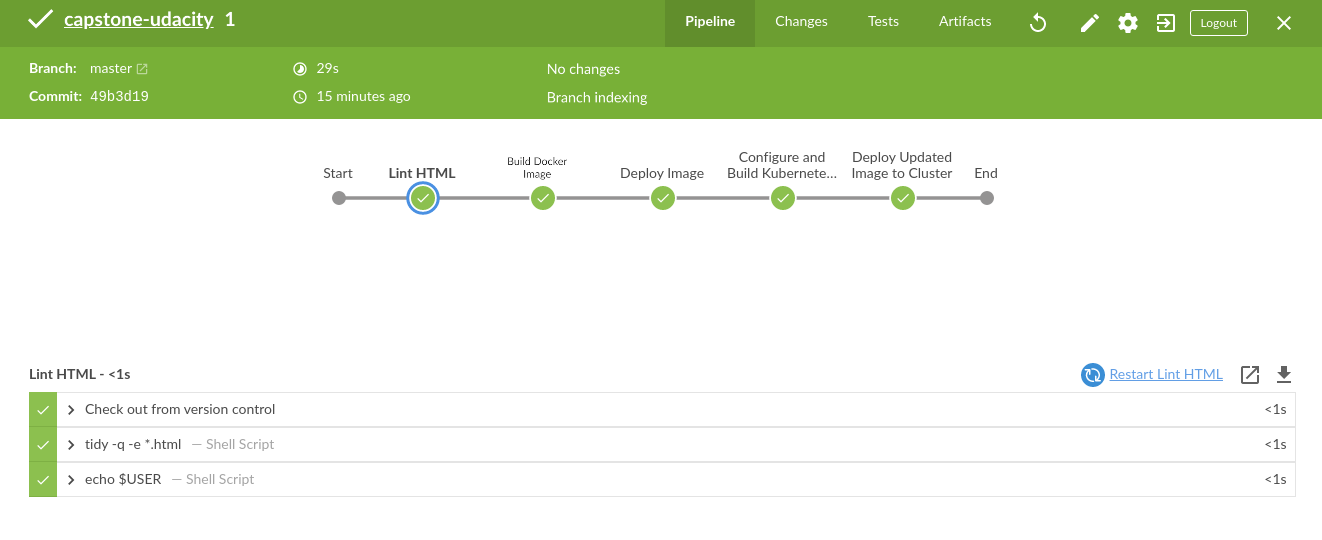 capstone-udacity 1
Pipeline Changes Tests Artifacts Logout
Branch: master 29s No changes
Commit: 49b3d19 15 minutes ago Branch indexing
Start
Lint HTML
Build Docker
Image
Deploy Image
Configure and
Build Kubernete...
Deploy Updated
Image to Cluster
End
Lint HTML - <1s Restart Lint HTML
Check out from version control <1s
tidy -q -e *.html — Shell Script <1s
echo $USER — Shell Script <1s